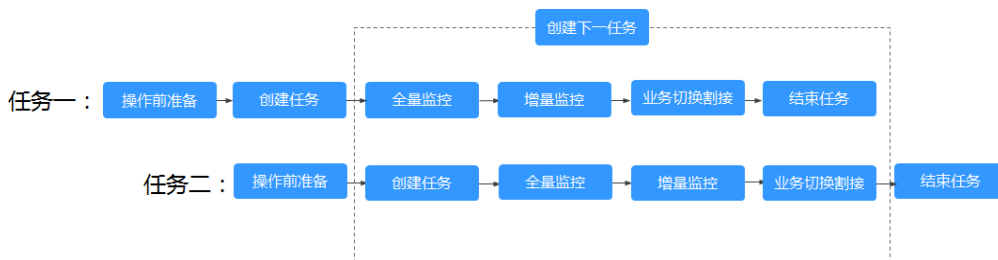 创建下一任务
任务一： 操作前准备 创建任务 全量监控 增量监控 业务切换割接 结束任务
任务二： 操作前准备 创建任务 全量监控 增量监控 业务切换割接 结束任务